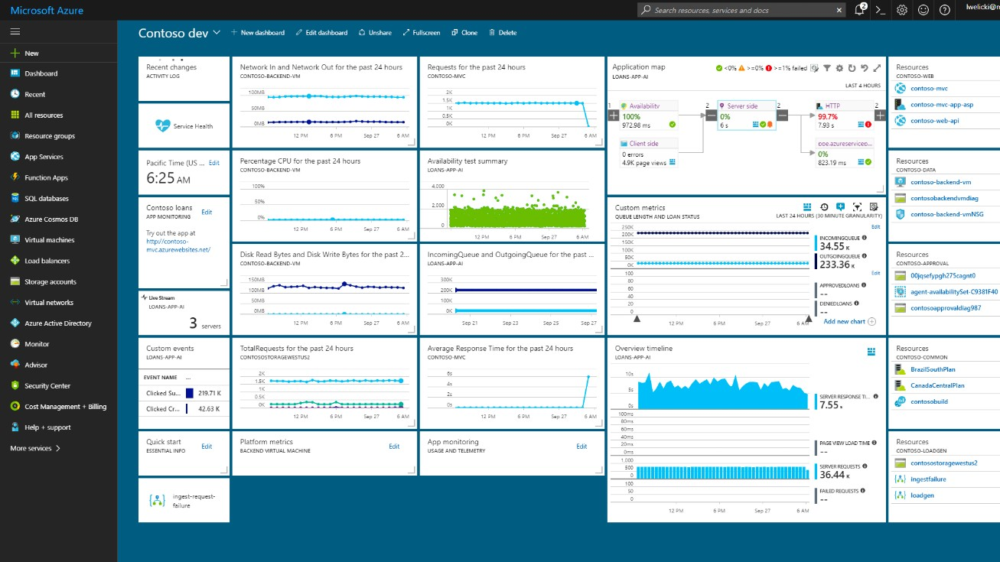 Microsoft Azure
Search resources, services and docs
2
lwelicki@m
New
Dashboard
Recent
All resources
Resource groups
App Services
Function Apps
SQL databases
Azure Cosmos DB
Virtual machines
Load balancers
Storage accounts
Virtual networks
Azure Active Directory
Monitor
Advisor
Security Center
Cost Management + Billing
Help + support
More services
Contoso dev
New dashboard
Edit dashboard
Unshare
Fullscreen
Clone
Delete
Recent changes
ACTIVITY LOG
Service Health
Pacific Time (US ...
Edit
6:25 AM
Contoso loans
APP MONITORING
Edit
Try out the app at
http://contoso-
mvc.azurewebsites.net/
Live Stream
LOANS-APP-AI
3 servers
Custom events
LOANS-APP-AI
EVENT NAME ...
Clicked Su... 219.71 K
Clicked Cr... 42.63 K
Quick start
ESSENTIAL INFO
Edit
ingest-request-
failure
Network In and Network Out for the past 24 hours
CONTOSO-BACKEND-VM
100MB
50MB
0MB
12 PM 6 PM Sep 27 6 AM
Percentage CPU for the past 24 hours
CONTOSO-BACKEND-VM
100%
50%
0%
12 PM 6 PM Sep 27 6 AM
Disk Read Bytes and Disk Write Bytes for the past 2...
CONTOSO-BACKEND-VM
150MB
100MB
50MB
0MB
12 PM 6 PM Sep 27 6 AM
TotalRequests for the past 24 hours
CONTOSOSTORAGEWESTUS2
2K
1.5K
1K
0.5K
0K
12 PM 6 PM Sep 27 6 AM
Platform metrics
BACKEND VIRTUAL MACHINE
Edit
Requests for the past 24 hours
CONTOSO-MVC
2K
1.5K
1K
0.5K
0K
12 PM 6 PM Sep 27 6 AM
Availability test summary
LOANS-APP-AI
4,000
2,000
0
12 PM 6 PM Sep 27 6 AM
IncomingQueue and OutgoingQueue for the past ...
LOANS-APP-AI
300K
200K
100K
0K
Sep 21 Sep 23 Sep 25 Sep 27
Average Response Time for the past 24 hours
CONTOSO-MVC
6s
4s
2s
0s
12 PM 6 PM Sep 27 6 AM
App monitoring
USAGE AND TELEMETRY
Edit
Application map
LOANS-APP-AI
<0% >=0% >=1% failed
LAST 4 HOURS
1
Availability
100%
972.98 ms
Client side
0 errors
4.9K page views
2
Server side
0%
6 s
2
HTTP
99.7%
7.93 s
2
0%
823.19 ms
Custom metrics
QUEUE LENGTH AND LOAN STATUS
LAST 24 HOURS (30 MINUTE GRANULARITY)
Edit
250K
200K
150K
100K
50K
0K
INCOMINGQUEUE
34.55 K
OUTGOINGQUEUE
233.36 K
Edit
100
80
60
40
20
0
APPROVEDLOANS
--
DENIEDLOANS
--
12 PM 6 PM Sep 27 6 AM
Add new chart
Overview timeline
LOANS-APP-AI
10s
5s
0s
SERVER RESPONSE TI...
7.55 s
100ms
80ms
60ms
40ms
20ms
0ms
PAGE VIEW LOAD TIME
--
1,000
500
0
SERVER REQUESTS
36.44 K
100
50
0
FAILED REQUESTS
--
12 PM 6 PM Sep 27 6 AM
Resources
CONTOSO-WEB
contoso-mvc
contoso-mvc-app-asp
contoso-web-api
Resources
CONTOSO-DATA
contoso-backend-vm
contosobackendvmdiag
contoso-backend-vmNSG
Resources
CONTOSO-APPROVAL
00jqsefypgh275cagnt0
agent-availabilitySet-C9381F40
contosoapprovaldiag987
Resources
CONTOSO-COMMON
BrazilSouthPlan
CanadaCentralPlan
contosobuild
Resources
CONTOSO-LOADGEN
contosostoragewestus2
ingestfailure
loadgen